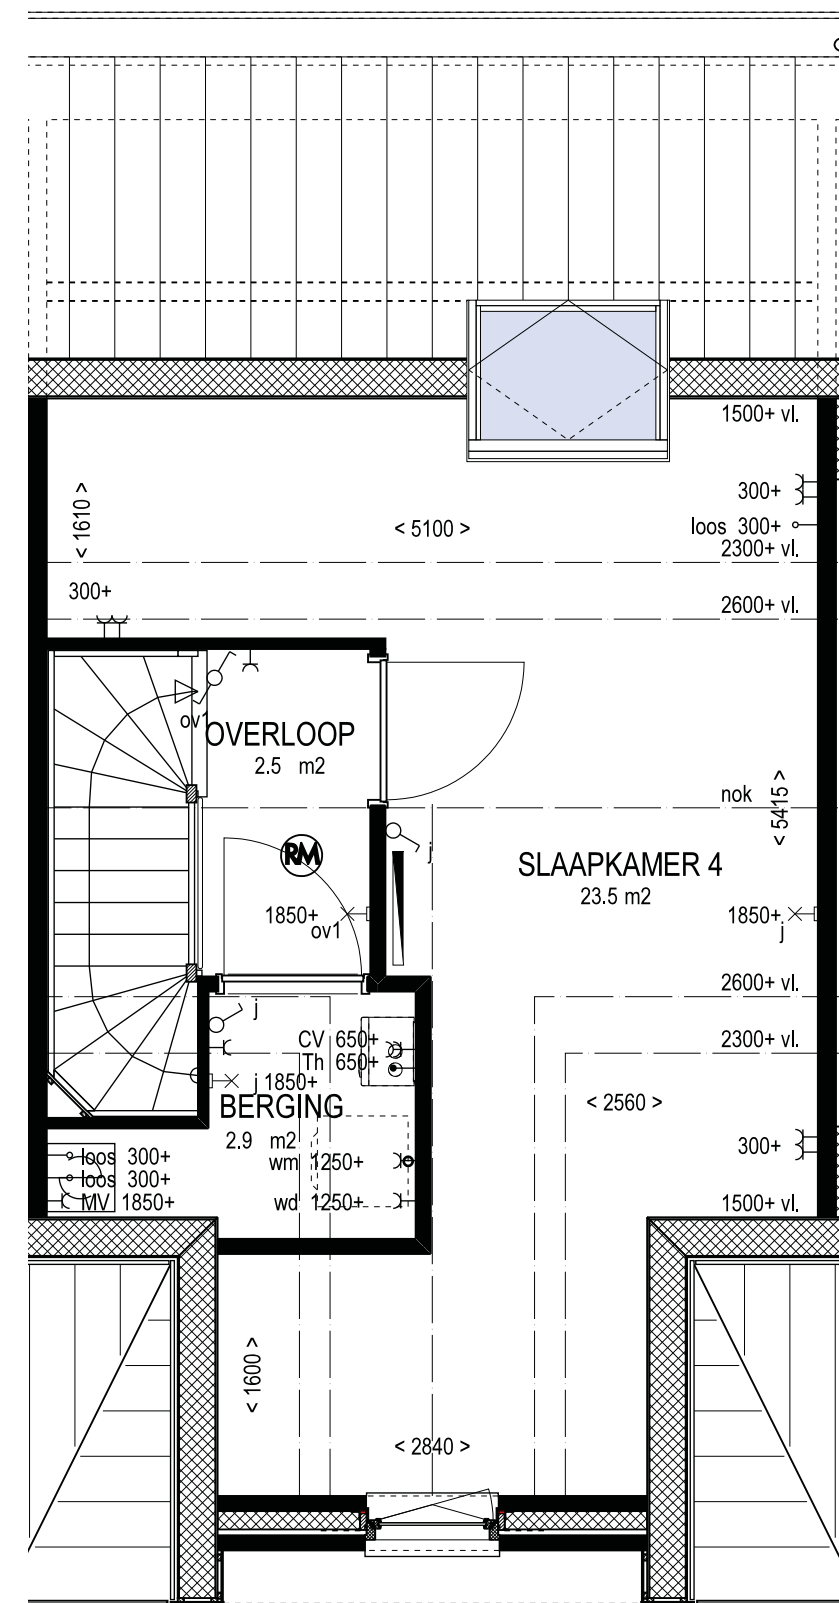 1500+ vl.
< 1610 >
300+
< 5100 >
loos 300+
2300+ vl.
300+
2600+ vl.
ov1
OVERLOOP
2.5 m2
nok
< 5415 >
RM
j
SLAAPKAMER 4
23.5 m2
1850+
ov1
1850+
j
2600+ vl.
j
CV 650+
2300+ vl.
Th 650+
j 1850+
BERGING
< 2560 >
2.9 m2
300+
loos 300+
wm 1250+
loos 300+
MV 1850+
wd 1250+
1500+ vl.
< 1600 >
< 2840 >